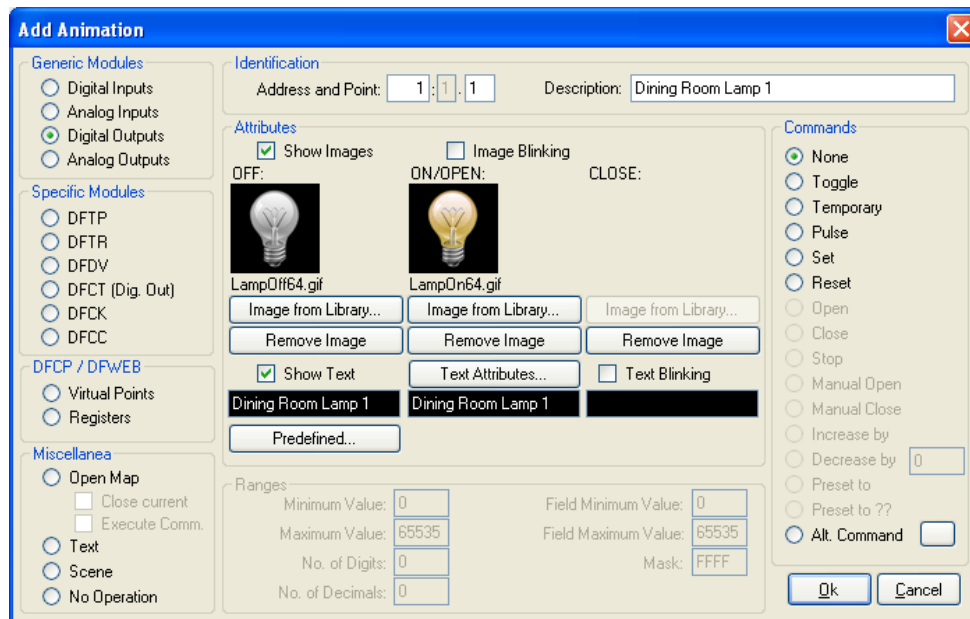 Add Animation
Generic Modules
Digital Inputs
Analog Inputs
Digital Outputs
Analog Outputs
Specific Modules
DFTP
DFTR
DFDV
DFCT (Dig. Out)
DFCK
DFCC
DFCP / DFWEB
Virtual Points
Registers
Miscellanea
Open Map
Close current
Execute Comm.
Text
Scene
No Operation
Identification
Address and Point: 1 : 1 . 1 Description: Dining Room Lamp 1
Attributes
Show Images Image Blinking
OFF: ON/OPEN: CLOSE:
LampOff64.gif LampOn64.gif
Image from Library... Image from Library... Image from Library...
Remove Image Remove Image Remove Image
Show Text Text Attributes... Text Blinking
Dining Room Lamp 1 Dining Room Lamp 1
Predefined...
Ranges
Minimum Value: 0 Field Minimum Value: 0
Maximum Value: 65535 Field Maximum Value: 65535
No. of Digits: 0 Mask: FFFF
No. of Decimals: 0
Commands
None
Toggle
Temporary
Pulse
Set
Reset
Open
Close
Stop
Manual Open
Manual Close
Increase by
Decrease by 0
Preset to
Preset to ??
Alt. Command
Ok Cancel